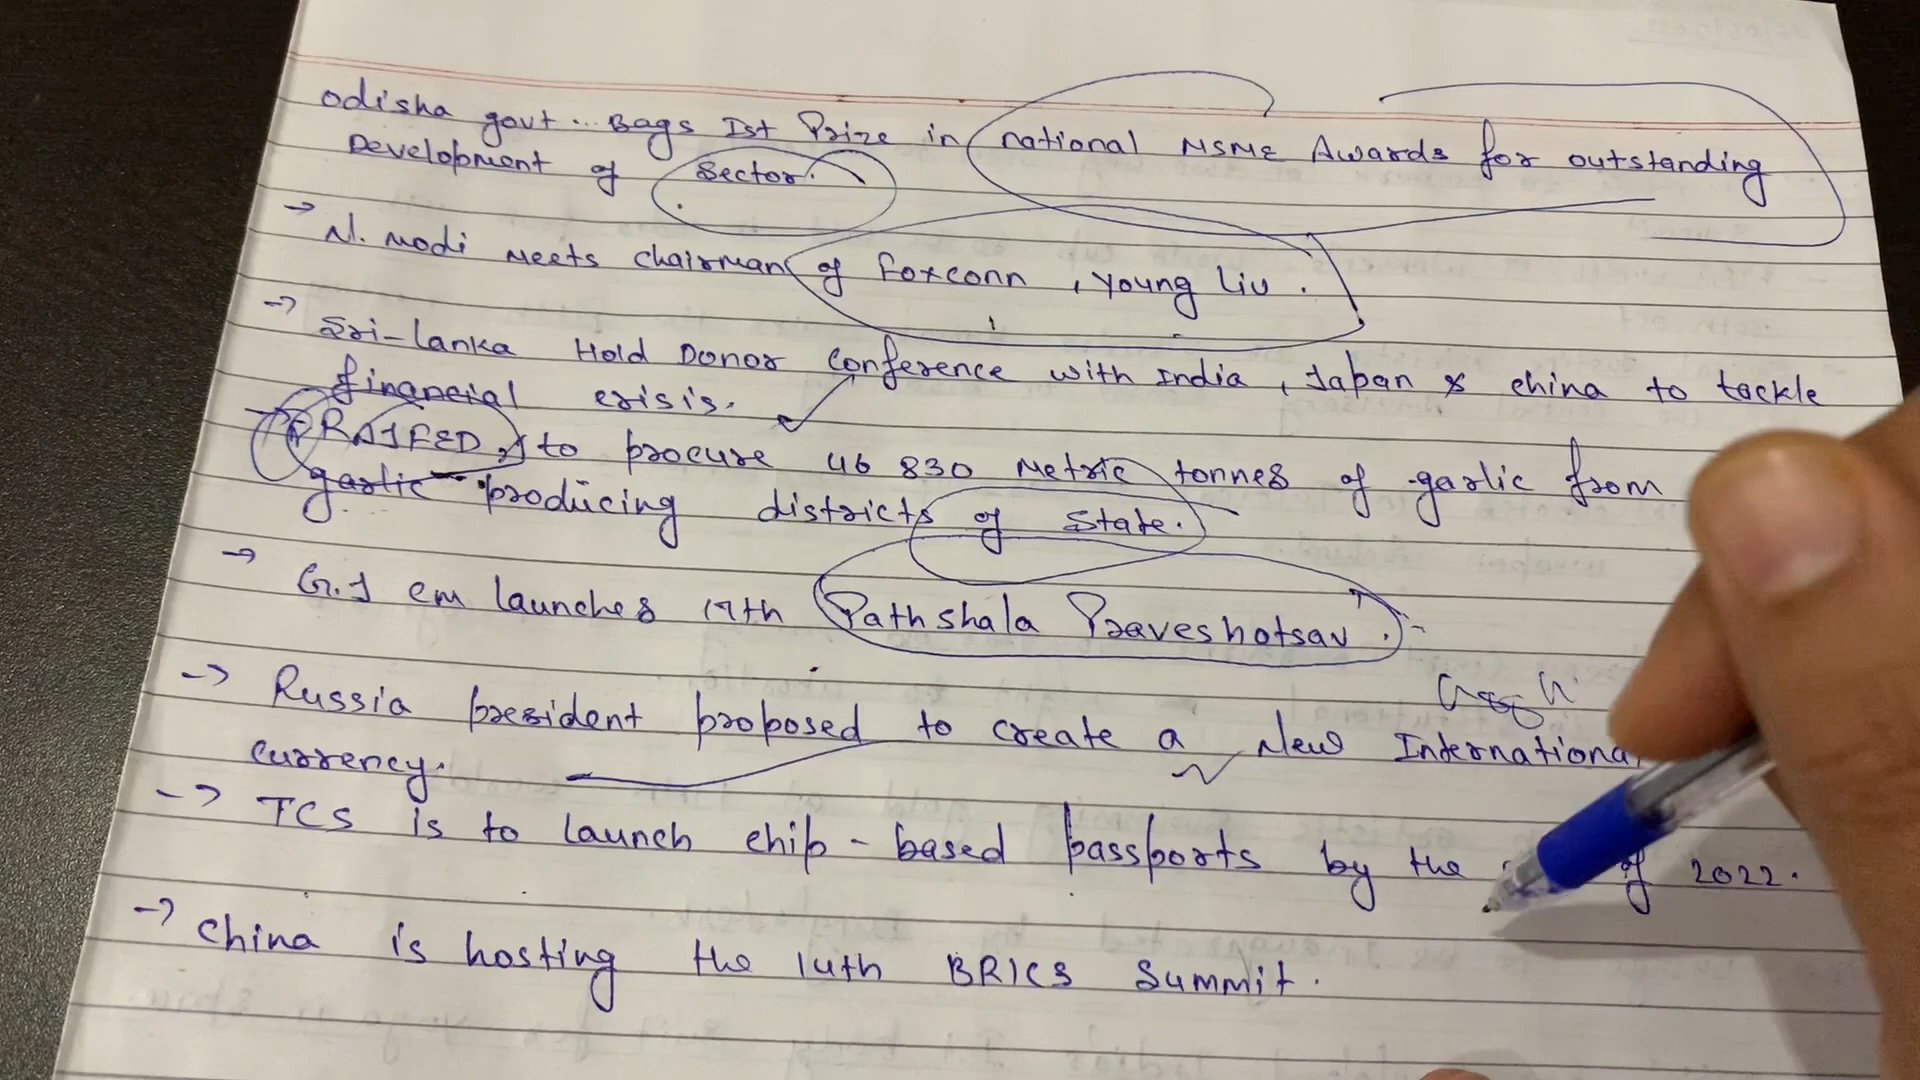 Odisha govt.. Bags Ist Prize in national MSME Awards for outstanding
Development of Sector.
→ N. modi meets chairman of Foxconn, Young Liu.
→ Sri-lanka Hold Donor Conference with India, Japan & china to tackle
financial crisis.
→ RAJFED to procure 46 830 Metric tonnes of garlic from
garlic producing districts of State.
→ G.J cm launches 17th Pathshala Praveshotsav.
→ Russia president proposed to create a New International
currency.
→ TCS is to launch chip-based passports by the of 2022.
→ China is hosting the 14th BRICS Summit.